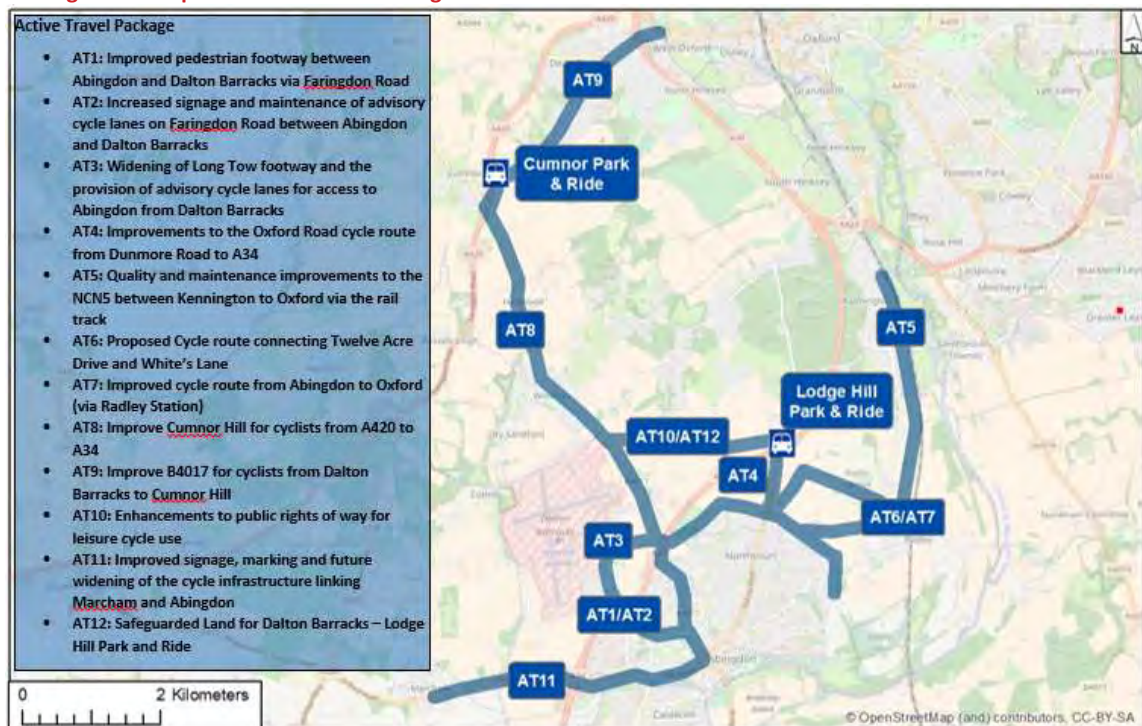 Active Travel Package
AT1: Improved pedestrian footway between
Abingdon and Dalton Barracks via Faringdon Road
AT2: Increased signage and maintenance of advisory
cycle lanes on Faringdon Road between Abingdon
and Dalton Barracks
AT3: Widening of Long Tow footway and the
provision of advisory cycle lanes for access to
Abingdon from Dalton Barracks
AT4: Improvements to the Oxford Road cycle route
from Dunmore Road to A34
AT5: Quality and maintenance improvements to the
NCN5 between Kennington to Oxford via the rail
track
AT6: Proposed Cycle route connecting Twelve Acre
Drive and White's Lane
AT7: Improved cycle route from Abingdon to Oxford
(via Radley Station)
AT8: Improve Cumnor Hill for cyclists from A420 to
A34
AT9: Improve B4017 for cyclists from Dalton
Barracks to Cumnor Hill
AT10: Enhancements to public rights of way for
leisure cycle use
AT11: Improved signage, marking and future
widening of the cycle infrastructure linking
Marcham and Abingdon
AT12: Safeguarded Land for Dalton Barracks – Lodge
Hill Park and Ride
0 2 Kilometers
N
West Oxford
Oxford
AT9
Cumnor Park
& Ride
South Hinksey
AT8
AT5
Lodge Hill
Park & Ride
AT10/AT12
AT4
AT6/AT7
AT3
Northcourt
AT1/AT2
Abingdon
AT11
Caldecott
© OpenStreetMap (and) contributors, CC-BY-SA